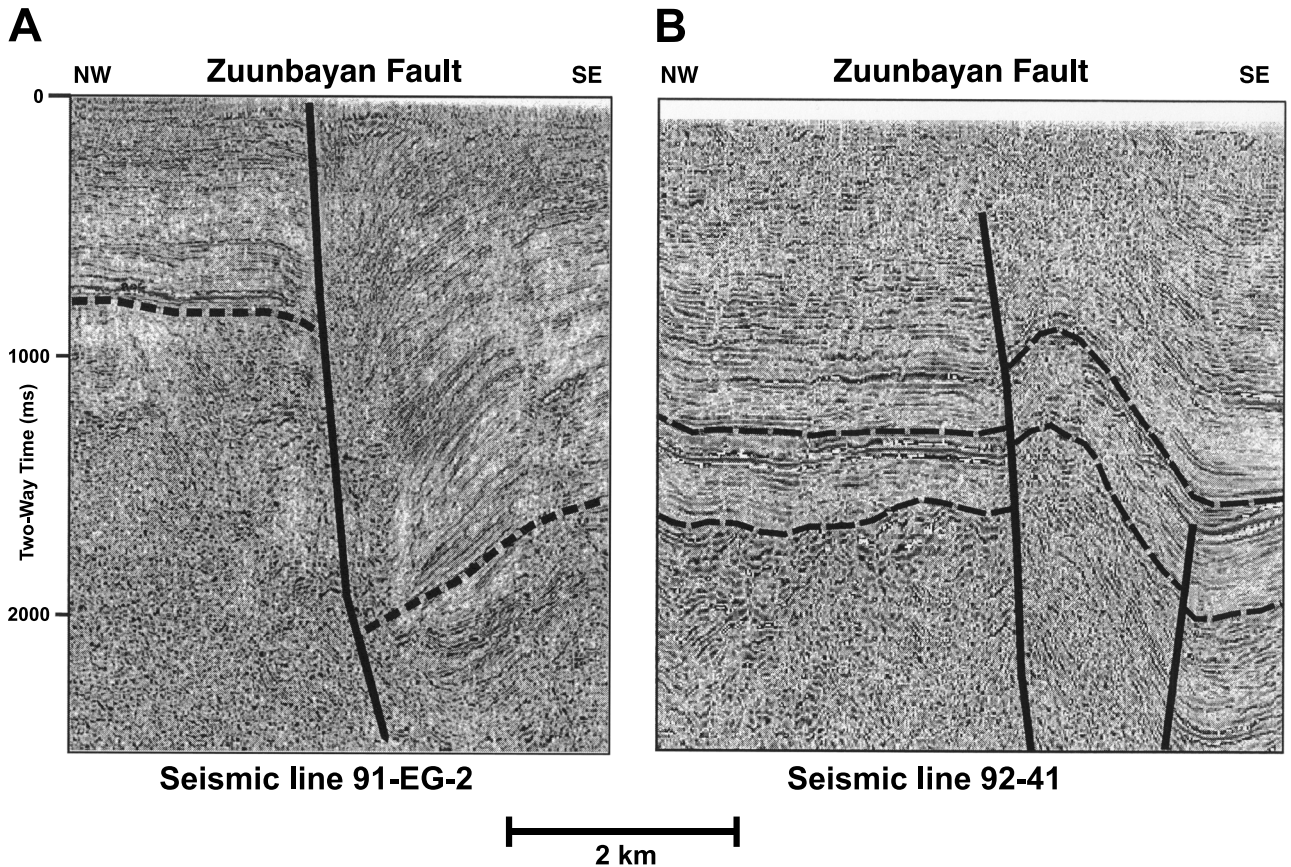 A
B
NW Zuunbayan Fault SE
NW Zuunbayan Fault SE
0
1000
2000
Two-Way Time (ms)
Seismic line 91-EG-2
Seismic line 92-41
2 km